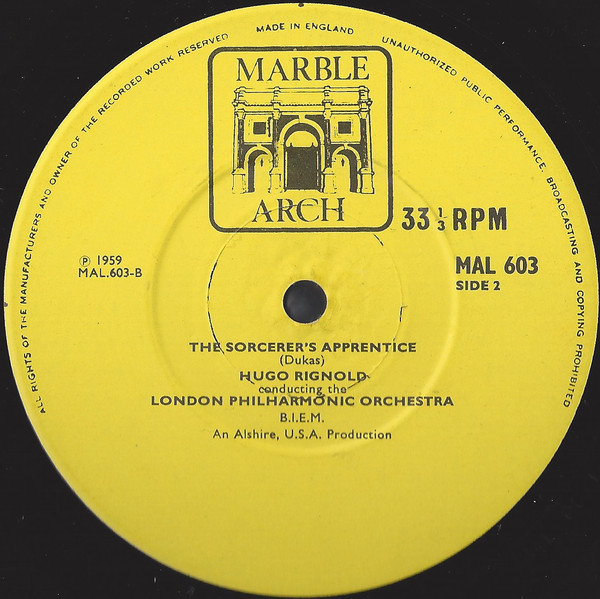 ALL RIGHTS OF THE MANUFACTURERS AND OWNER OF THE RECORDED WORK RESERVED
MADE IN ENGLAND
UNAUTHORIZED PUBLIC PERFORMANCE, BROADCASTING AND COPYING PROHIBITED
MARBLE
ARCH
33 1/3 RPM
℗ 1959
MAL.603-B
MAL 603
SIDE 2
THE SORCERER'S APPRENTICE
(Dukas)
HUGO RIGNOLD
conducting the
LONDON PHILHARMONIC ORCHESTRA
B.I.E.M.
An Alshire, U.S.A. Production